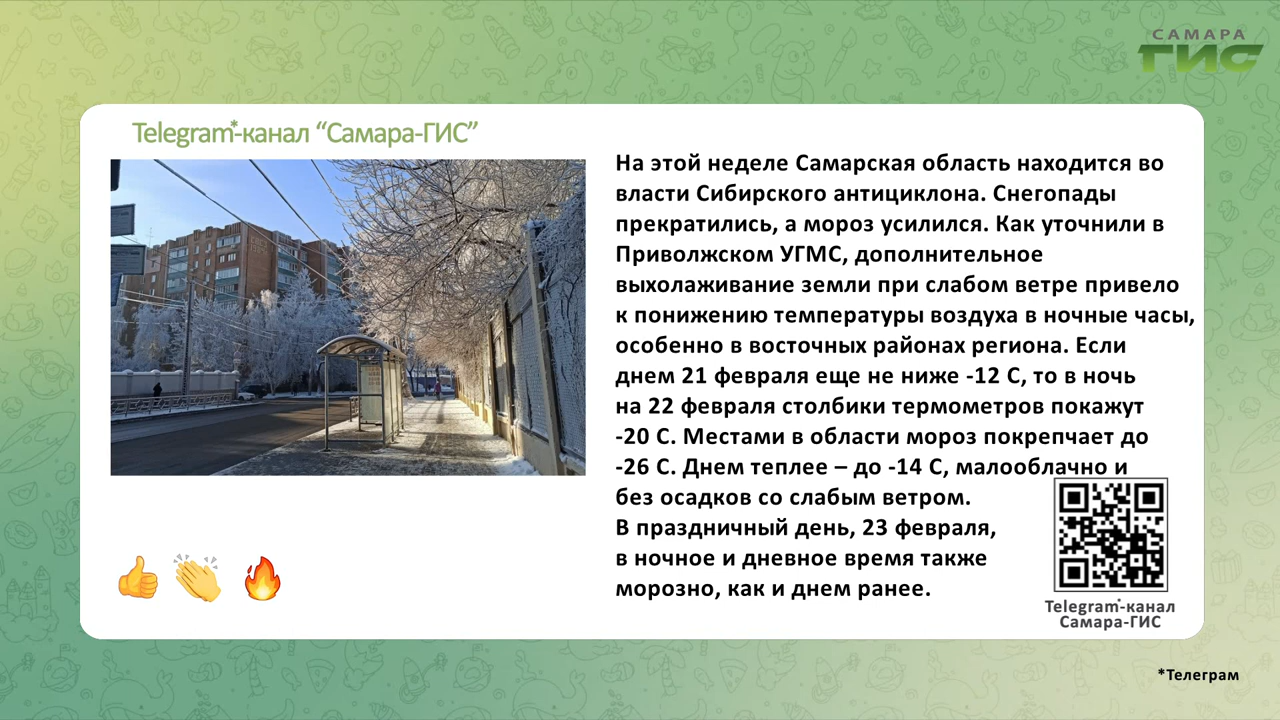 САМАРА
ГИС
Telegram*-канал “Самара-ГИС”
На этой неделе Самарская область находится во
власти Сибирского антициклона. Снегопады
прекратились, а мороз усилился. Как уточнили в
Приволжском УГМС, дополнительное
выхолаживание земли при слабом ветре привело
к понижению температуры воздуха в ночные часы,
особенно в восточных районах региона. Если
днем 21 февраля еще не ниже -12 С, то в ночь
на 22 февраля столбики термометров покажут
-20 С. Местами в области мороз покрепчает до
-26 С. Днем теплее – до -14 С, малооблачно и
без осадков со слабым ветром.
В праздничный день, 23 февраля,
в ночное и дневное время также
морозно, как и днем ранее.
Telegram*-канал
Самара-ГИС
*Телеграм